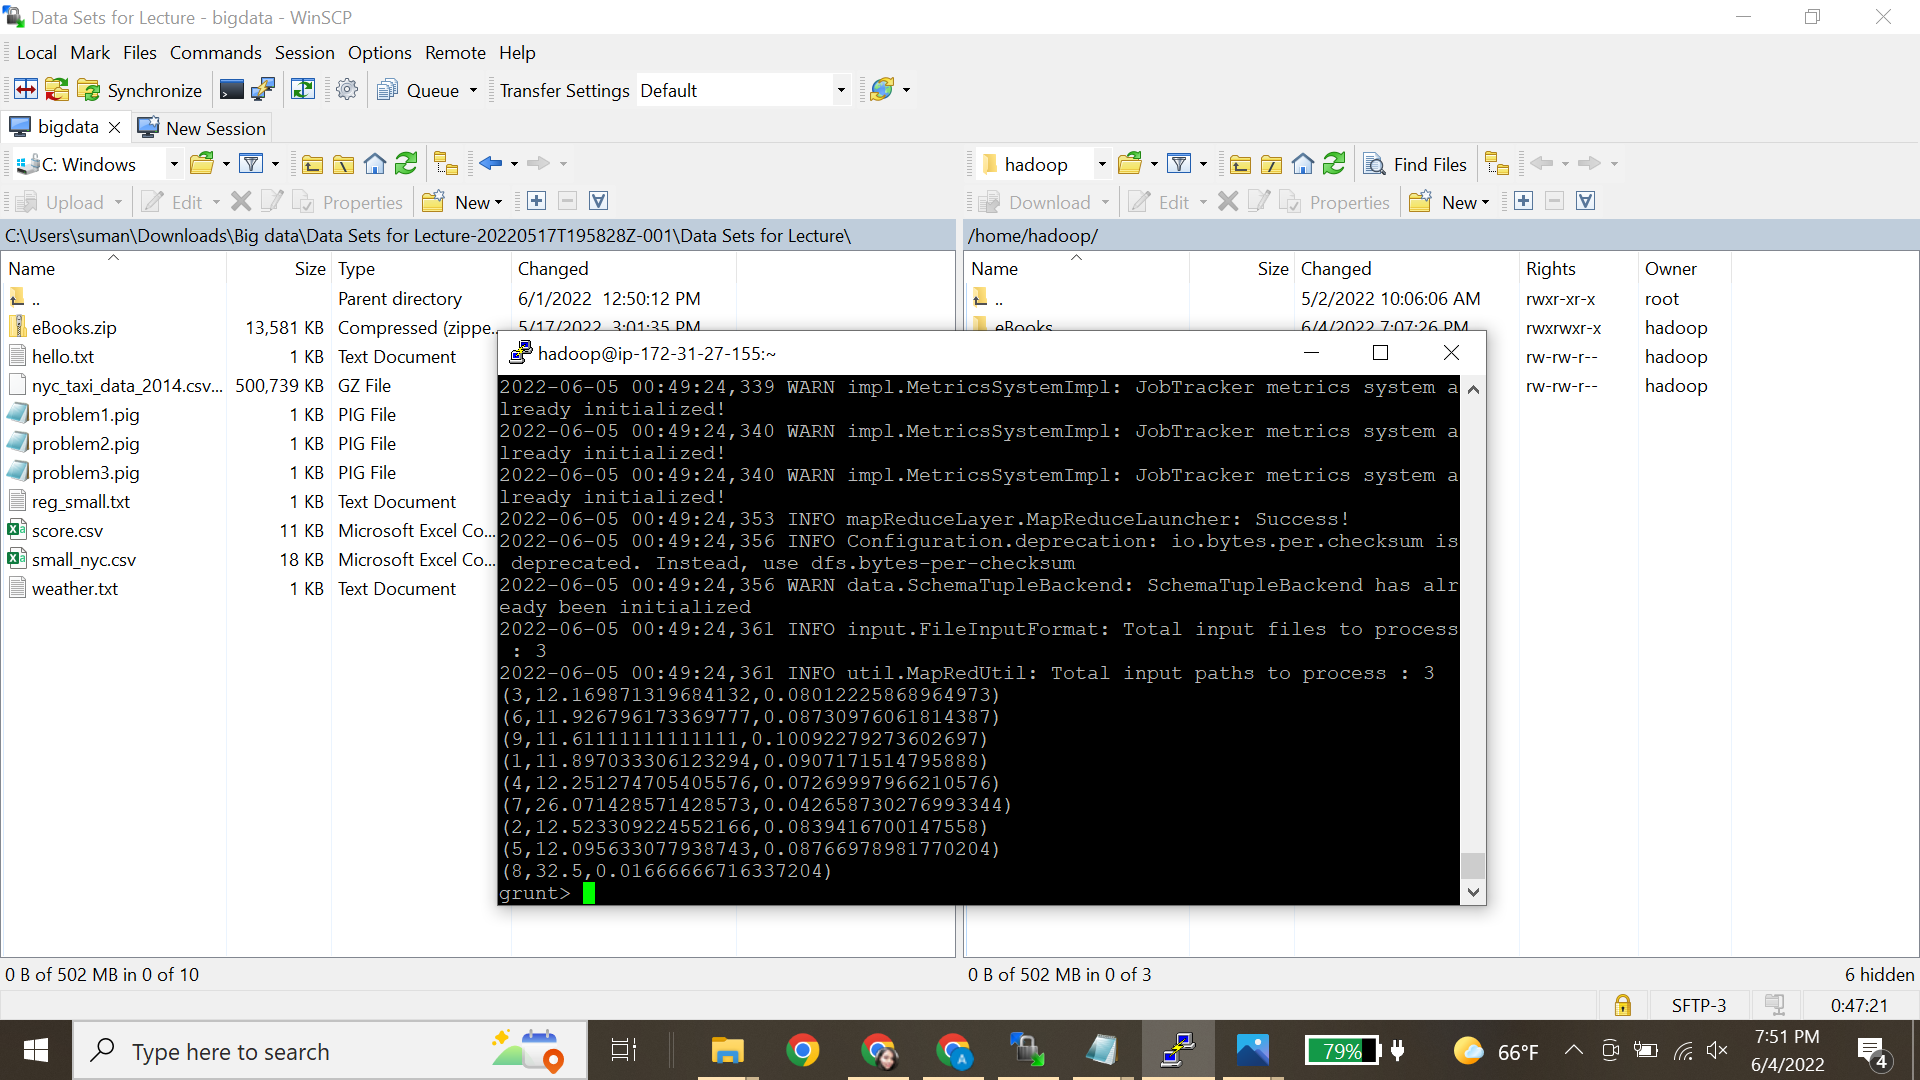 Data Sets for Lecture - bigdata - WinSCP
Local Mark Files Commands Session Options Remote Help
Synchronize Queue Transfer Settings Default
bigdata New Session
C: Windows
hadoop Find Files
Upload Edit Properties New
Download Edit Properties New
C:\Users\suman\Downloads\Big data\Data Sets for Lecture-20220517T195828Z-001\Data Sets for Lecture\
/home/hadoop/
Name Size Type Changed
.. Parent directory 6/1/2022 12:50:12 PM
eBooks.zip 13,581 KB Compressed (zippe... 5/17/2022 3:01:35 PM
hello.txt 1 KB Text Document
nyc_taxi_data_2014.csv... 500,739 KB GZ File
problem1.pig 1 KB PIG File
problem2.pig 1 KB PIG File
problem3.pig 1 KB PIG File
reg_small.txt 1 KB Text Document
score.csv 11 KB Microsoft Excel Co...
small_nyc.csv 18 KB Microsoft Excel Co...
weather.txt 1 KB Text Document
Name Size Changed Rights Owner
.. 5/2/2022 10:06:06 AM rwxr-xr-x root
eBooks 6/4/2022 7:07:26 PM rwxrwxr-x hadoop
rw-rw-r-- hadoop
rw-rw-r-- hadoop
hadoop@ip-172-31-27-155:~
2022-06-05 00:49:24,339 WARN impl.MetricsSystemImpl: JobTracker metrics system a
lready initialized!
2022-06-05 00:49:24,340 WARN impl.MetricsSystemImpl: JobTracker metrics system a
lready initialized!
2022-06-05 00:49:24,340 WARN impl.MetricsSystemImpl: JobTracker metrics system a
lready initialized!
2022-06-05 00:49:24,353 INFO mapReduceLayer.MapReduceLauncher: Success!
2022-06-05 00:49:24,356 INFO Configuration.deprecation: io.bytes.per.checksum is
deprecated. Instead, use dfs.bytes-per-checksum
2022-06-05 00:49:24,356 WARN data.SchemaTupleBackend: SchemaTupleBackend has alr
eady been initialized
2022-06-05 00:49:24,361 INFO input.FileInputFormat: Total input files to process
: 3
2022-06-05 00:49:24,361 INFO util.MapRedUtil: Total input paths to process : 3
(3,12.169871319684132,0.08012225868964973)
(6,11.926796173369777,0.08730976061814387)
(9,11.61111111111111,0.10092279273602697)
(1,11.897033306123294,0.0907171514795888)
(4,12.251274705405576,0.07269997966210576)
(7,26.071428571428573,0.042658730276993344)
(2,12.523309224552166,0.0839416700147558)
(5,12.095633077938743,0.08766978981770204)
(8,32.5,0.01666666716337204)
grunt>
0 B of 502 MB in 0 of 10
0 B of 502 MB in 0 of 3 6 hidden
SFTP-3 0:47:21
Type here to search
A
79%
66°F
7:51 PM
6/4/2022
4